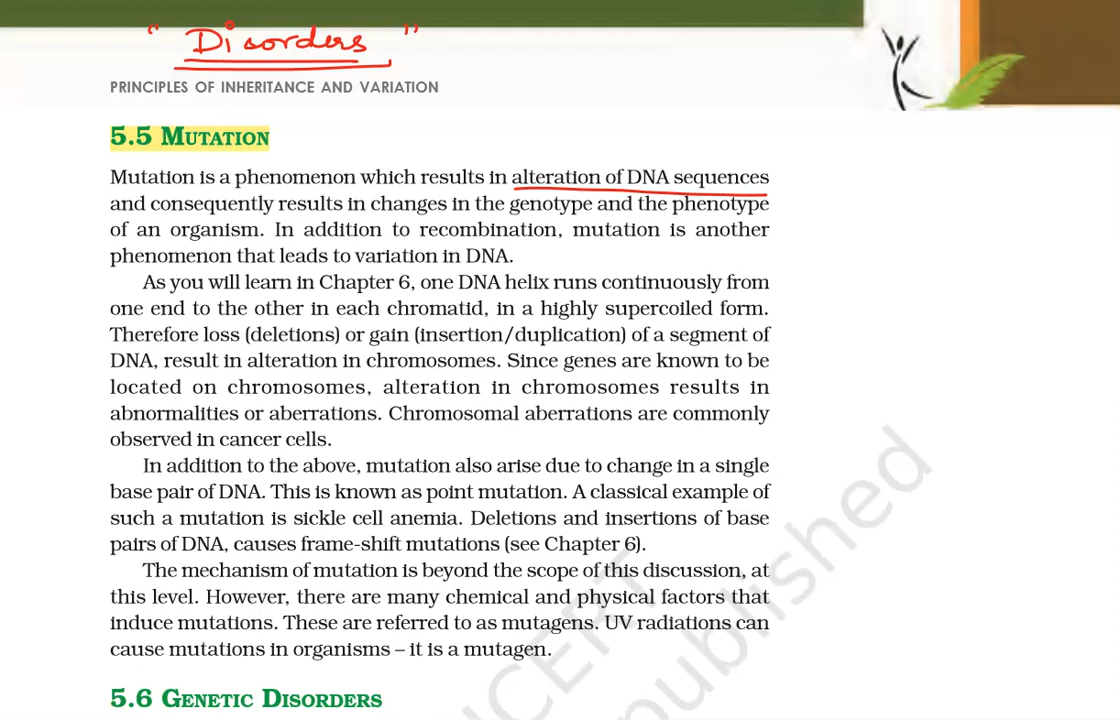 " Disorders "
PRINCIPLES OF INHERITANCE AND VARIATION
5.5 MUTATION
Mutation is a phenomenon which results in alteration of DNA sequences
and consequently results in changes in the genotype and the phenotype
of an organism. In addition to recombination, mutation is another
phenomenon that leads to variation in DNA.
As you will learn in Chapter 6, one DNA helix runs continuously from
one end to the other in each chromatid, in a highly supercoiled form.
Therefore loss (deletions) or gain (insertion/duplication) of a segment of
DNA, result in alteration in chromosomes. Since genes are known to be
located on chromosomes, alteration in chromosomes results in
abnormalities or aberrations. Chromosomal aberrations are commonly
observed in cancer cells.
In addition to the above, mutation also arise due to change in a single
base pair of DNA. This is known as point mutation. A classical example of
such a mutation is sickle cell anemia. Deletions and insertions of base
pairs of DNA, causes frame-shift mutations (see Chapter 6).
The mechanism of mutation is beyond the scope of this discussion, at
this level. However, there are many chemical and physical factors that
induce mutations. These are referred to as mutagens. UV radiations can
cause mutations in organisms – it is a mutagen.
5.6 GENETIC DISORDERS
NCERT
published